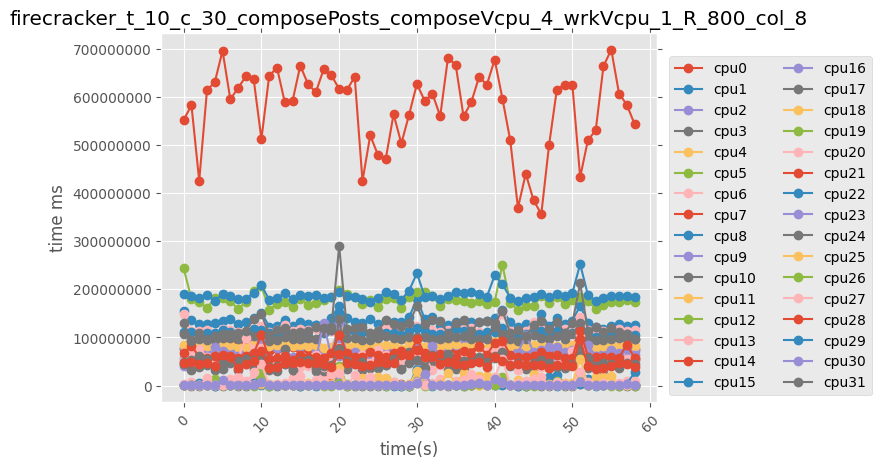 firecracker_t_10_c_30_composePosts_composeVcpu_4_wrkVcpu_1_R_800_col_8
700000000
600000000
500000000
400000000
300000000
200000000
100000000
0
time ms
0
10
20
30
40
50
60
time(s)
cpu0
cpu1
cpu2
cpu3
cpu4
cpu5
cpu6
cpu7
cpu8
cpu9
cpu10
cpu11
cpu12
cpu13
cpu14
cpu15
cpu16
cpu17
cpu18
cpu19
cpu20
cpu21
cpu22
cpu23
cpu24
cpu25
cpu26
cpu27
cpu28
cpu29
cpu30
cpu31